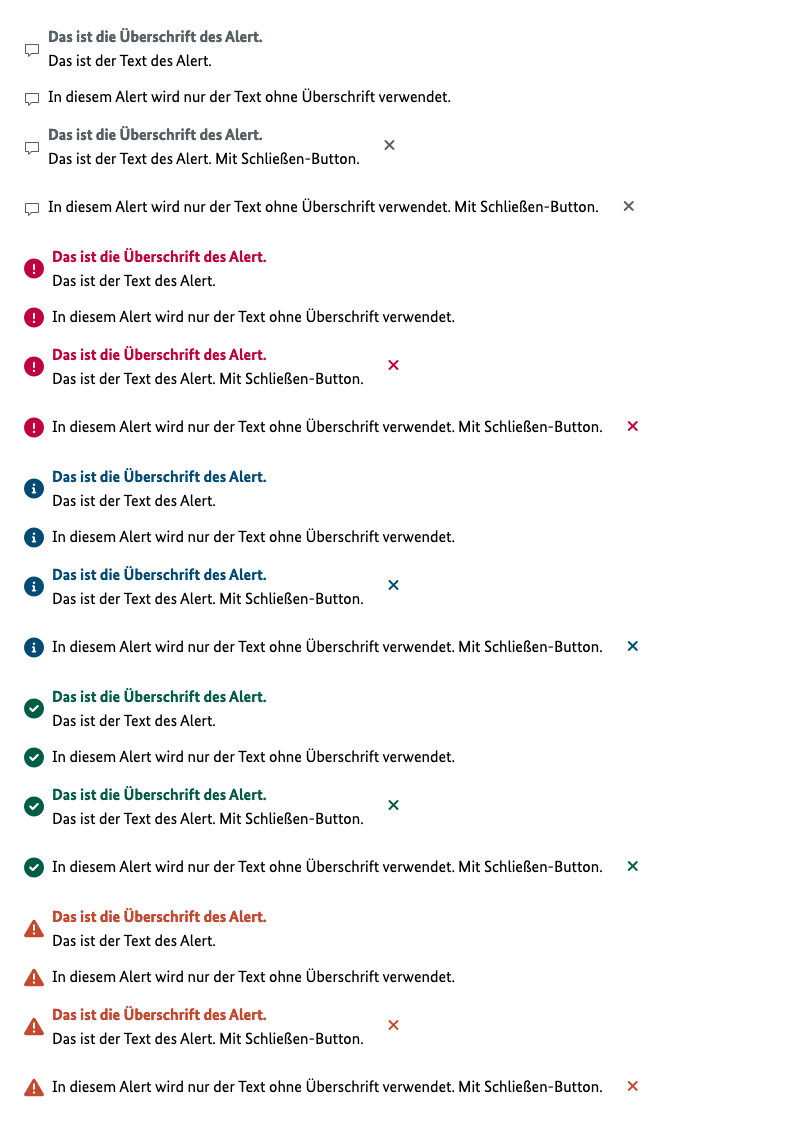 Das ist die Überschrift des Alert.
Das ist der Text des Alert.
In diesem Alert wird nur der Text ohne Überschrift verwendet.
Das ist die Überschrift des Alert.
Das ist der Text des Alert. Mit Schließen-Button.
In diesem Alert wird nur der Text ohne Überschrift verwendet. Mit Schließen-Button.
Das ist die Überschrift des Alert.
Das ist der Text des Alert.
In diesem Alert wird nur der Text ohne Überschrift verwendet.
Das ist die Überschrift des Alert.
Das ist der Text des Alert. Mit Schließen-Button.
In diesem Alert wird nur der Text ohne Überschrift verwendet. Mit Schließen-Button.
Das ist die Überschrift des Alert.
Das ist der Text des Alert.
In diesem Alert wird nur der Text ohne Überschrift verwendet.
Das ist die Überschrift des Alert.
Das ist der Text des Alert. Mit Schließen-Button.
In diesem Alert wird nur der Text ohne Überschrift verwendet. Mit Schließen-Button.
Das ist die Überschrift des Alert.
Das ist der Text des Alert.
In diesem Alert wird nur der Text ohne Überschrift verwendet.
Das ist die Überschrift des Alert.
Das ist der Text des Alert. Mit Schließen-Button.
In diesem Alert wird nur der Text ohne Überschrift verwendet. Mit Schließen-Button.
Das ist die Überschrift des Alert.
Das ist der Text des Alert.
In diesem Alert wird nur der Text ohne Überschrift verwendet.
Das ist die Überschrift des Alert.
Das ist der Text des Alert. Mit Schließen-Button.
In diesem Alert wird nur der Text ohne Überschrift verwendet. Mit Schließen-Button.